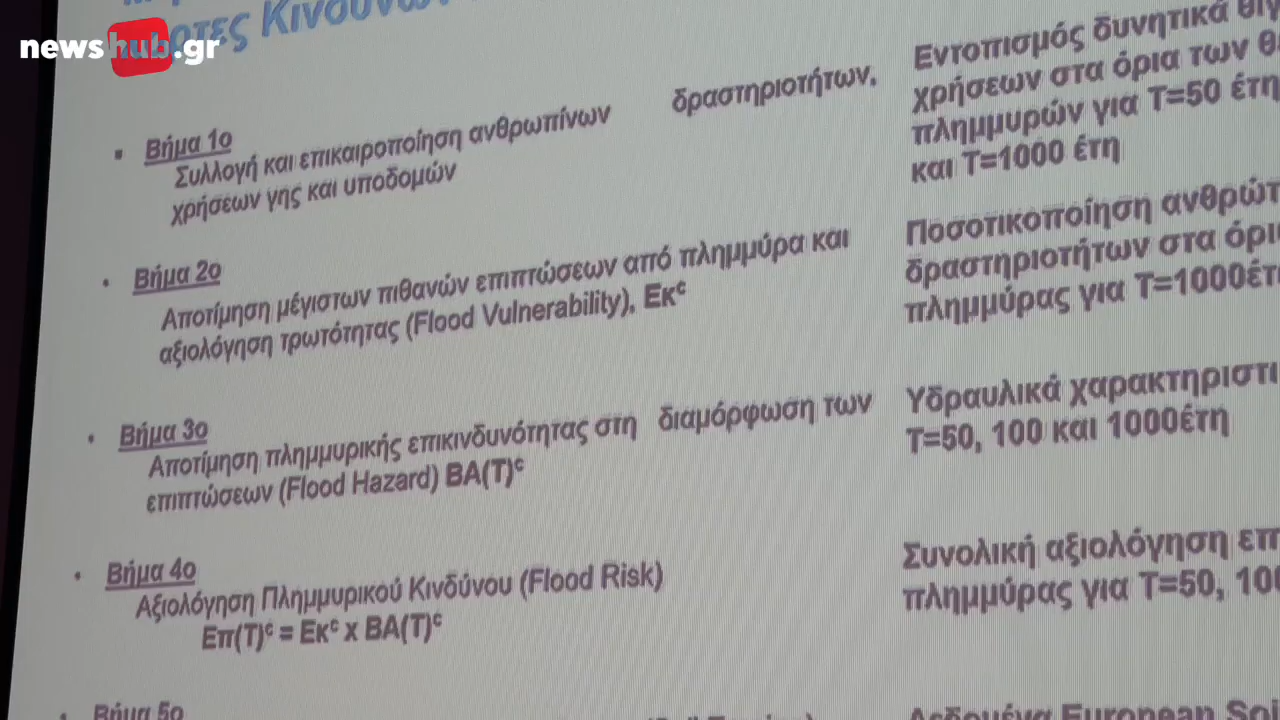 newshub.gr
Βήμα 1ο
Συλλογή και επικαιροποίηση ανθρωπίνων δραστηριοτήτων,
χρήσεων γης και υποδομών
Εντοπισμός δυνητικά
χρήσεων στα όρια των
πλημμυρών για Τ=50 έτη
και Τ=1000 έτη
Βήμα 2ο
Αποτίμηση μέγιστων πιθανών επιπτώσεων από πλημμύρα και
αξιολόγηση τρωτότητας (Flood Vulnerability), Εκᶜ
Ποσοτικοποίηση
δραστηριοτήτων στα
πλημμύρας για Τ=1000έτ
Βήμα 3ο
Αποτίμηση πλημμυρικής επικινδυνότητας στη διαμόρφωση των
επιπτώσεων (Flood Hazard) ΒΑ(Τ)ᶜ
Υδραυλικά
Τ=50, 100 και 1000έτη
Βήμα 4ο
Αξιολόγηση Πλημμυρικού Κινδύνου (Flood Risk)
Επ(Τ)ᶜ = Εκᶜ x ΒΑ(Τ)ᶜ
Συνολική αξιολόγηση
πλημμύρας για Τ=50,
Βήμα 5ο
European